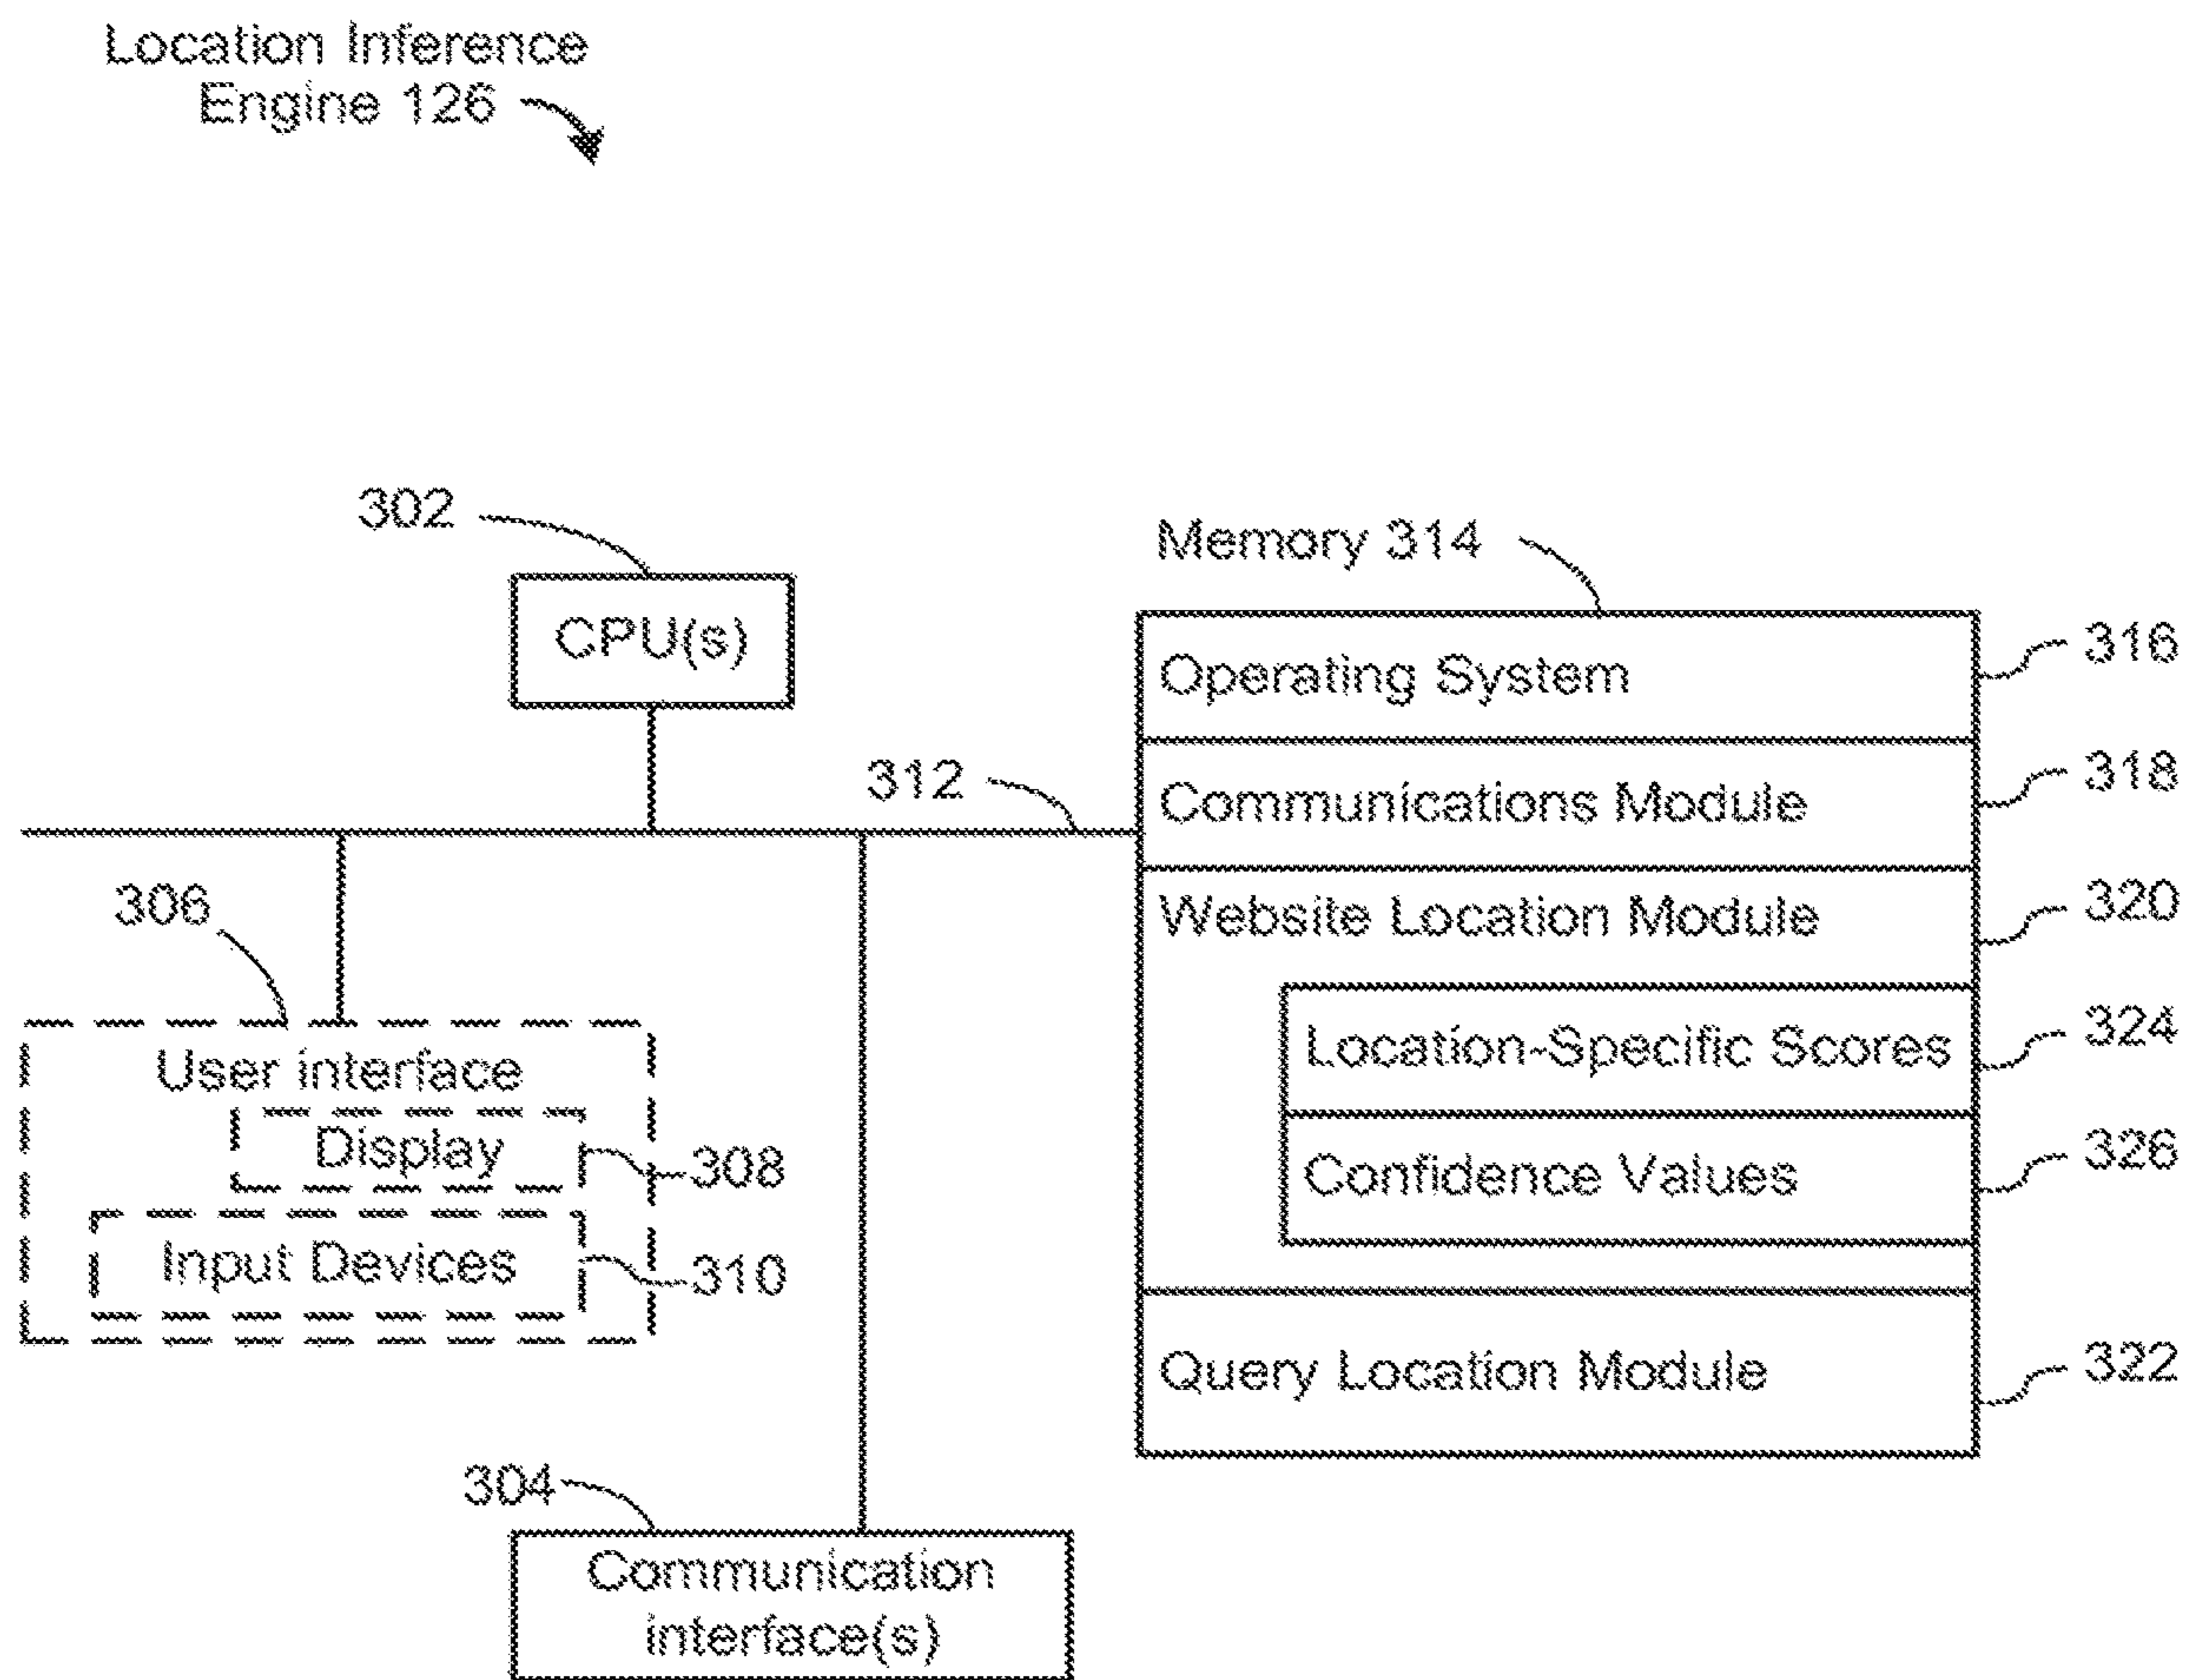 Location Inference
Engine 126
302
CPU(s)
312
306
User interface
Display
308
Input Devices
310
304
Communication
interface(s)
Memory 314
Operating System
316
Communications Module
318
Website Location Module
320
Location-Specific Scores
324
Confidence Values
326
Query Location Module
322